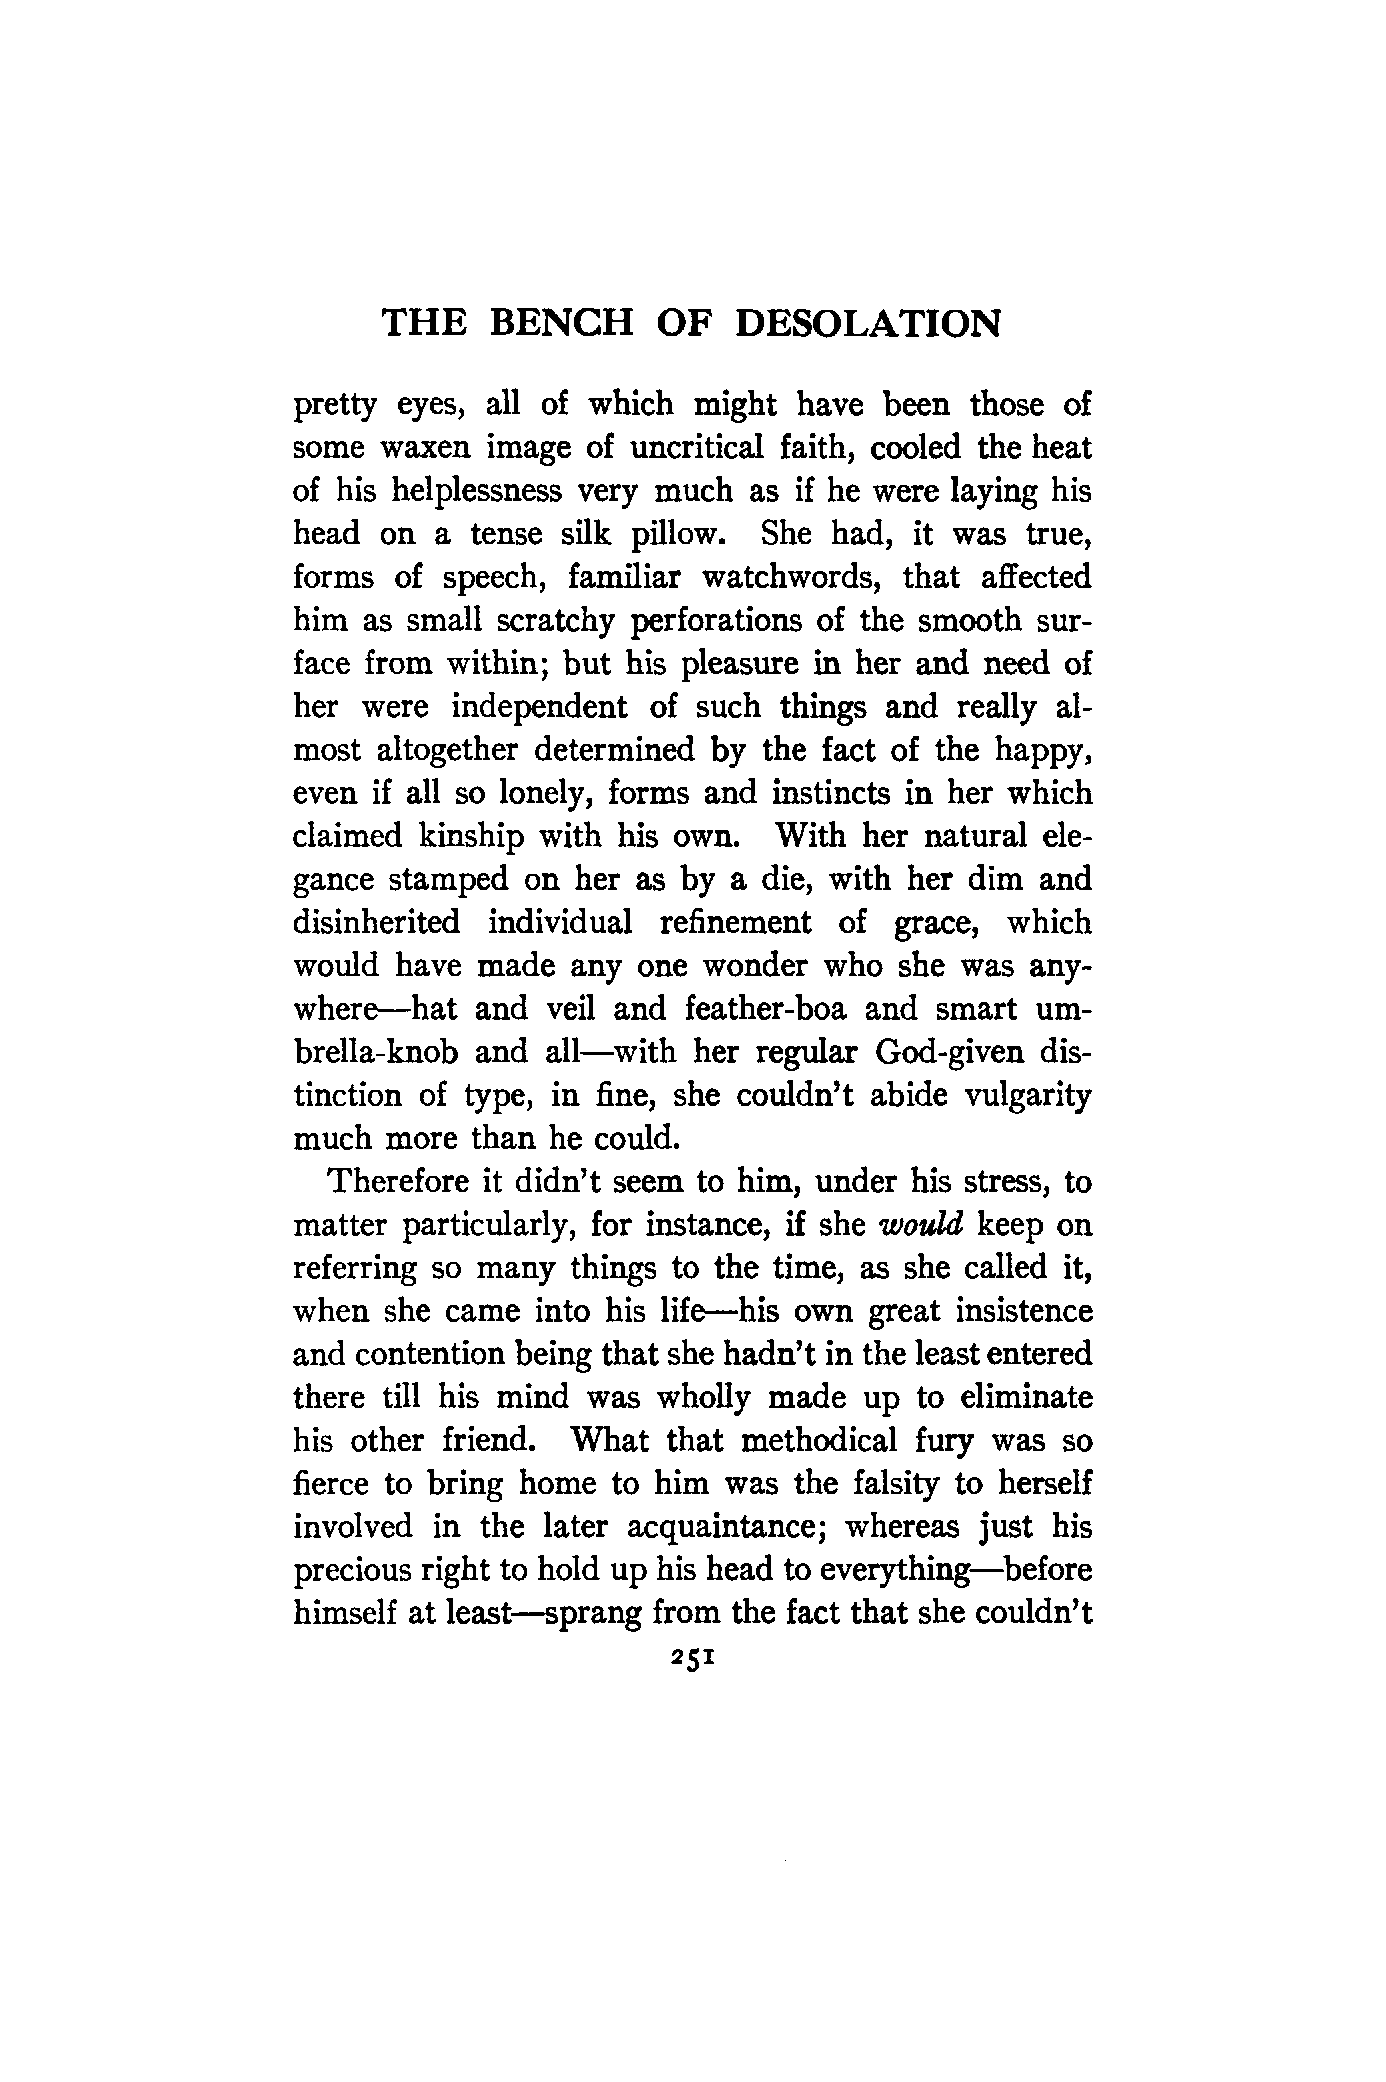 THE BENCH OF DESOLATION
pretty eyes, all of which might have been those of
some waxen image of uncritical faith, cooled the heat
of his helplessness very much as if he were laying his
head on a tense silk pillow. She had, it was true,
forms of speech, familiar watchwords, that affected
him as small scratchy perforations of the smooth sur-
face from within; but his pleasure in her and need of
her were independent of such things and really al-
most altogether determined by the fact of the happy,
even if all so lonely, forms and instincts in her which
claimed kinship with his own. With her natural ele-
gance stamped on her as by a die, with her dim and
disinherited individual refinement of grace, which
would have made any one wonder who she was any-
where—hat and veil and feather-boa and smart um-
brella-knob and all—with her regular God-given dis-
tinction of type, in fine, she couldn't abide vulgarity
much more than he could.
Therefore it didn't seem to him, under his stress, to
matter particularly, for instance, if she would keep on
referring so many things to the time, as she called it,
when she came into his life—his own great insistence
and contention being that she hadn't in the least entered
there till his mind was wholly made up to eliminate
his other friend. What that methodical fury was so
fierce to bring home to him was the falsity to herself
involved in the later acquaintance; whereas just his
precious right to hold up his head to everything—before
himself at least—sprang from the fact that she couldn't
251